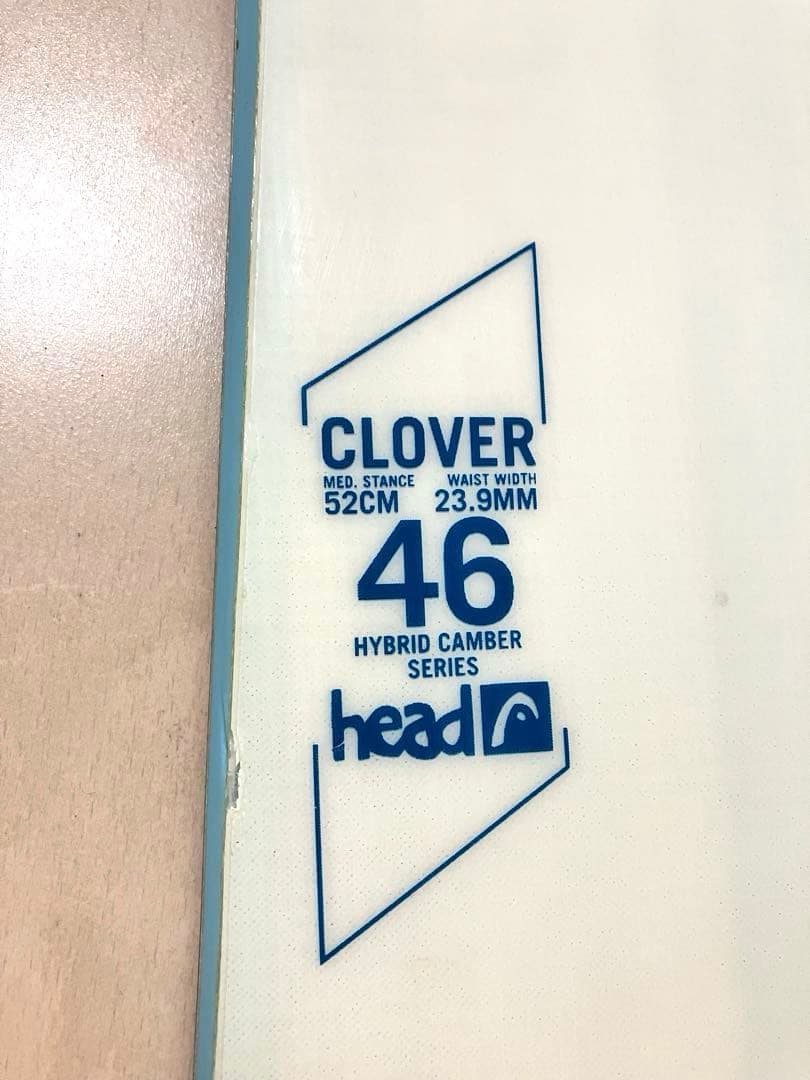 CLOVER
MED. STANCE WAIST WIDTH
52CM 23.9MM
46
HYBRID CAMBER
SERIES
head